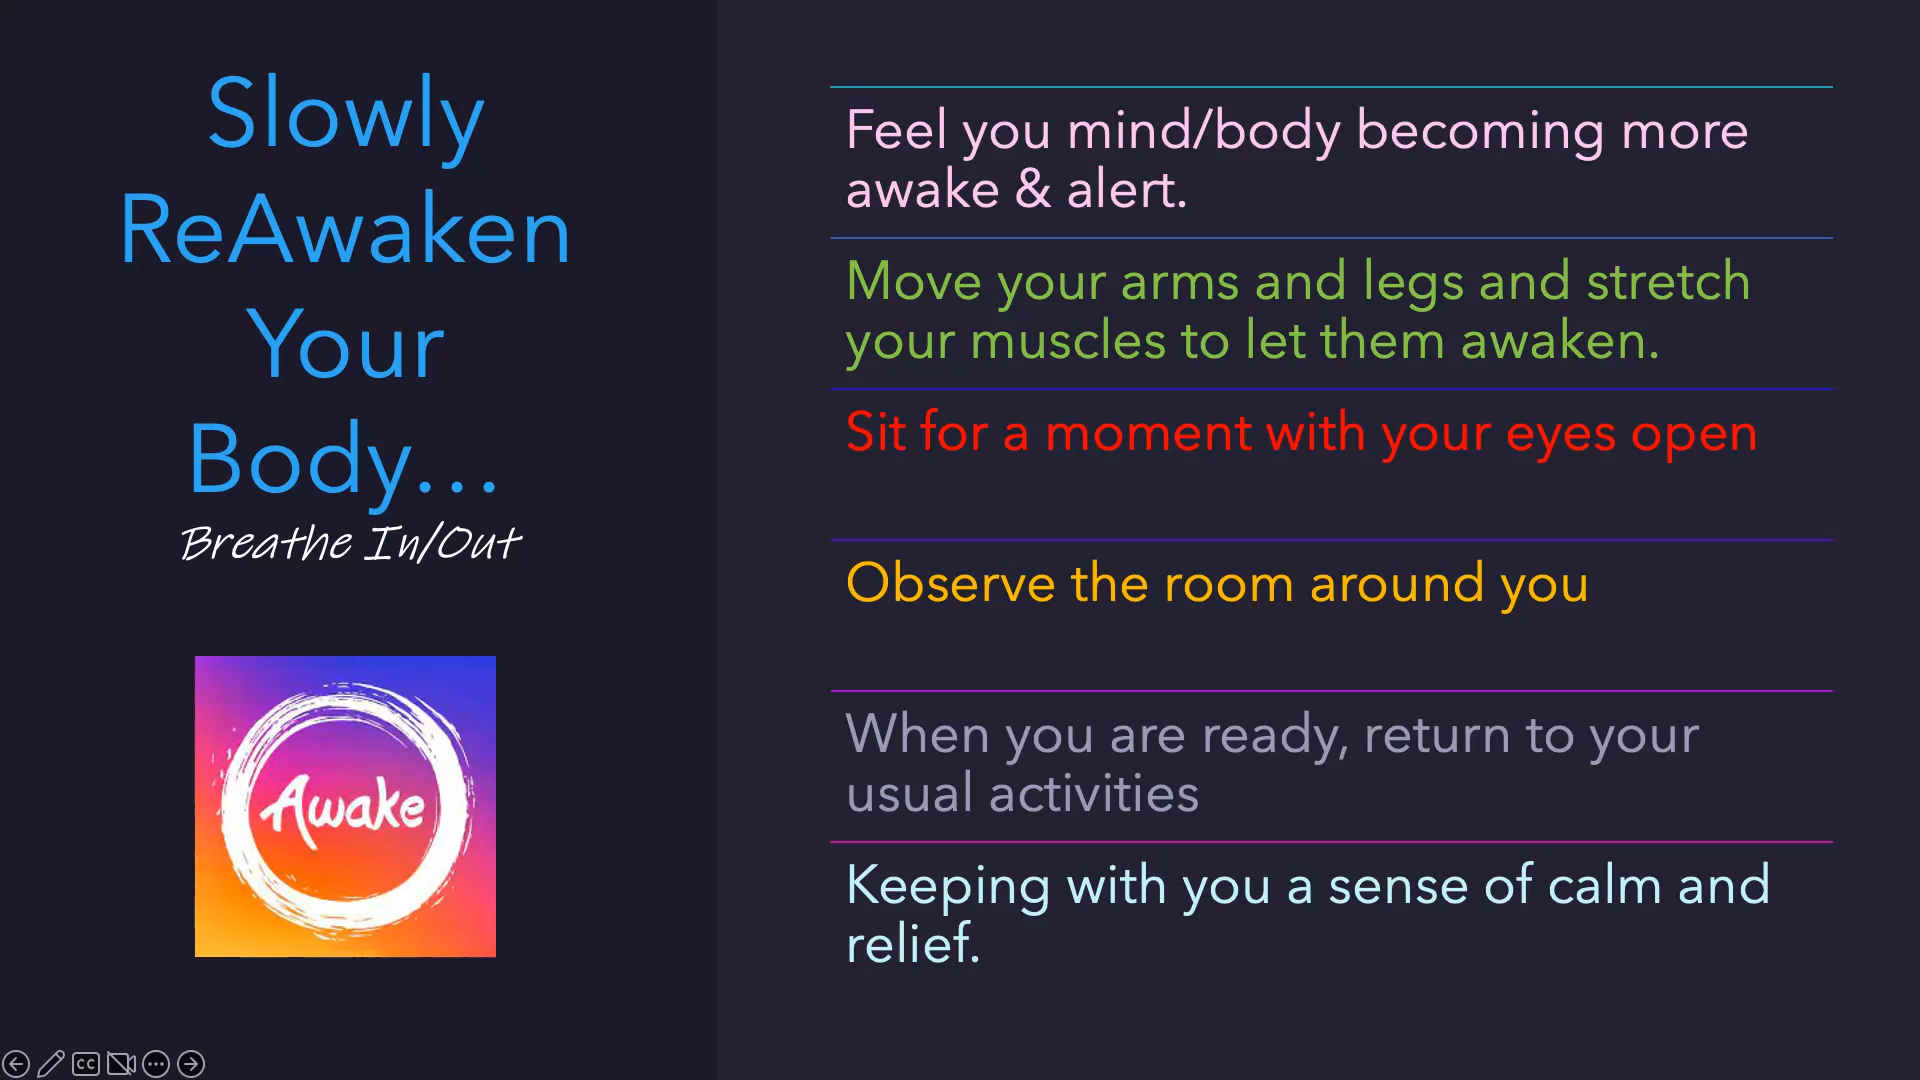 Slowly
ReAwaken
Your
Body...
Breathe In/Out
Awake
Feel you mind/body becoming more
awake & alert.
Move your arms and legs and stretch
your muscles to let them awaken.
Sit for a moment with your eyes open
Observe the room around you
When you are ready, return to your
usual activities
Keeping with you a sense of calm and
relief.
CC